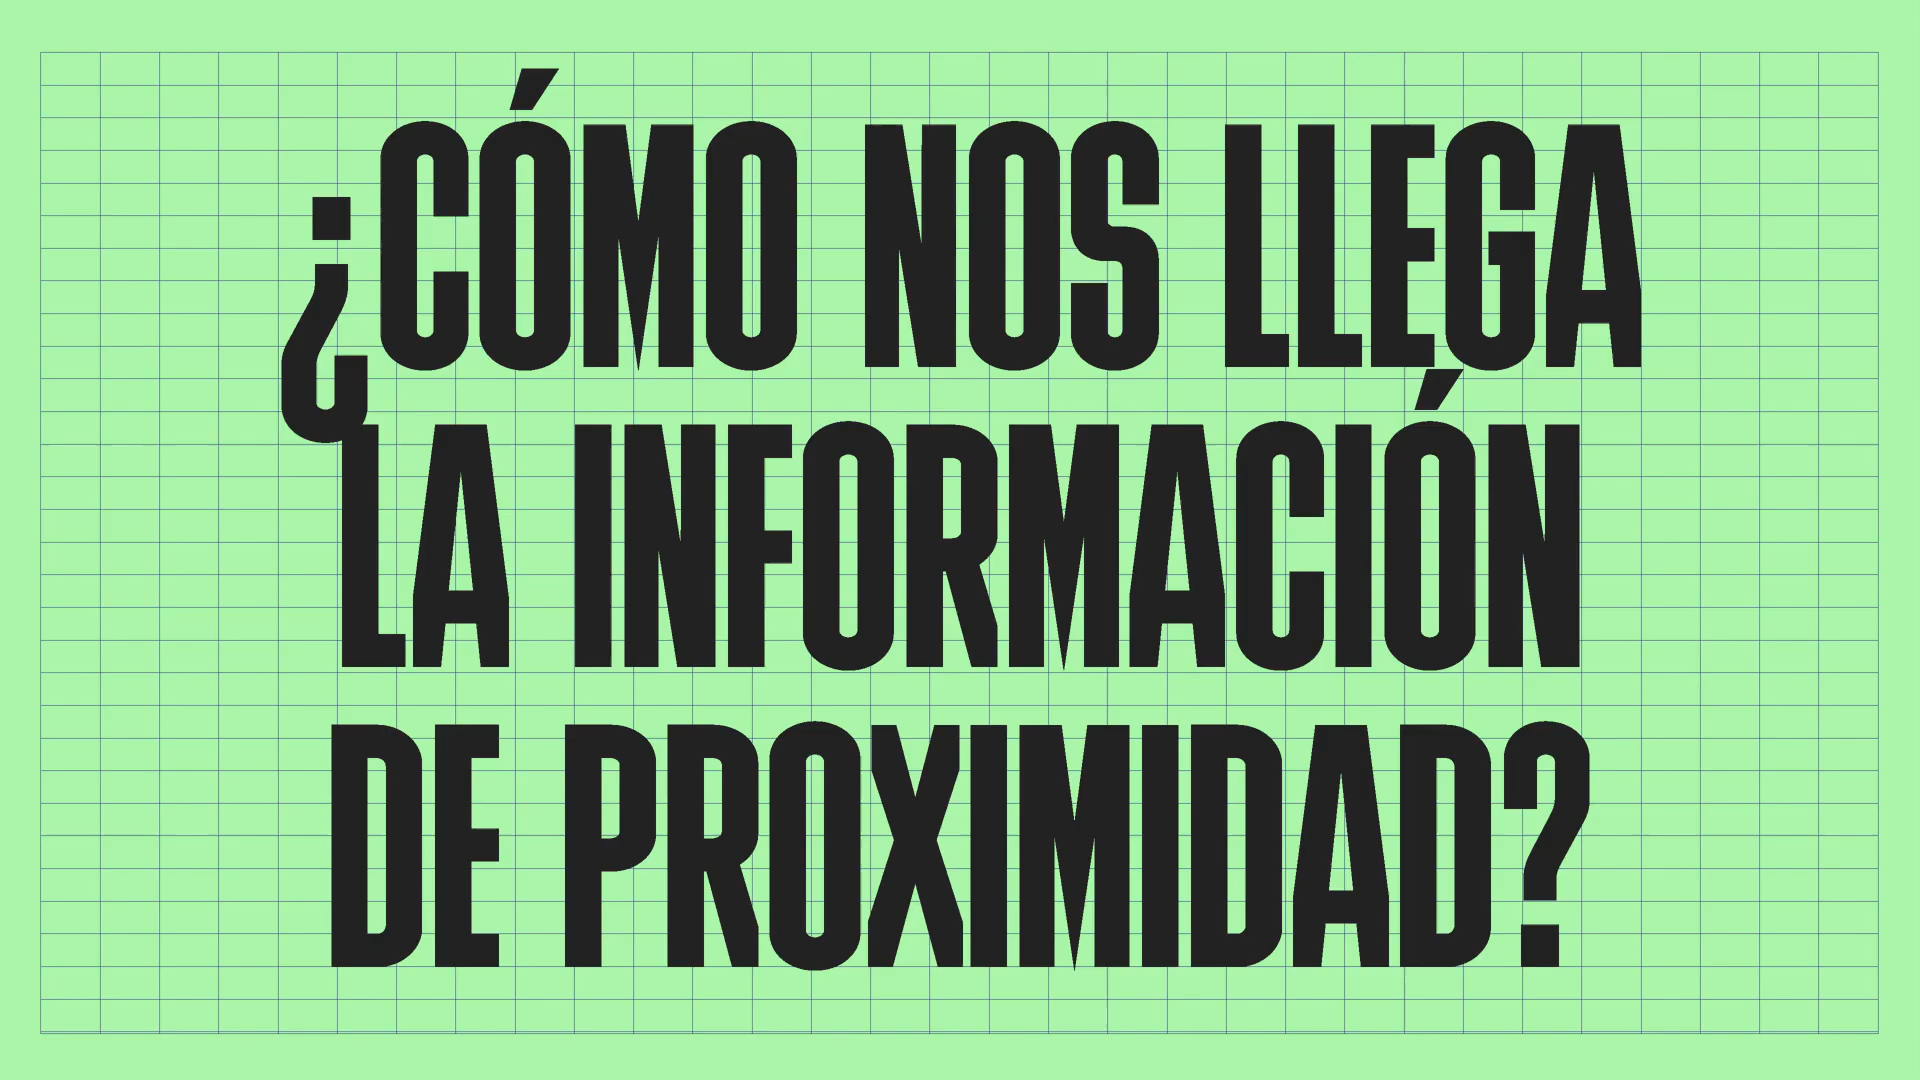 ¿CÓMO NOS LLEGA
LA INFORMACIÓN
DE PROXIMIDAD?